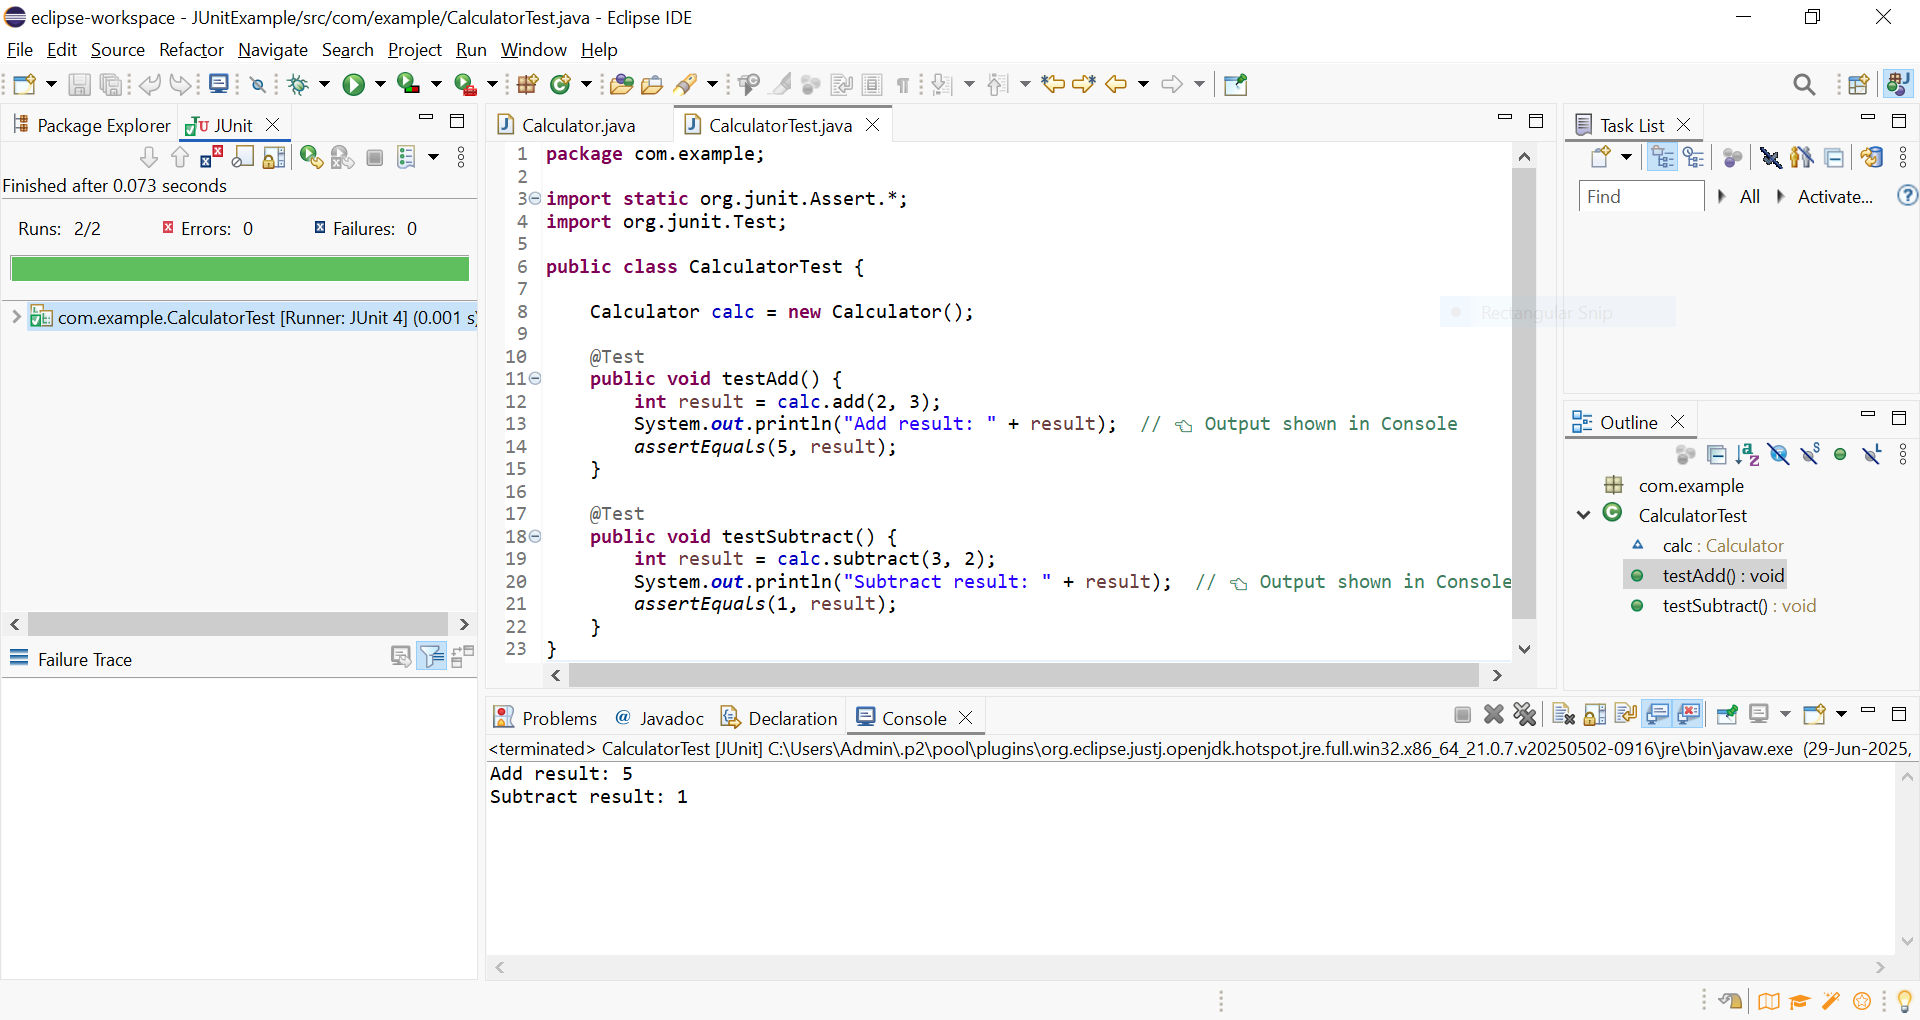 eclipse-workspace - JUnitExample/src/com/example/CalculatorTest.java - Eclipse IDE
File Edit Source Refactor Navigate Search Project Run Window Help
Package Explorer JUnit
Finished after 0.073 seconds
Runs: 2/2 Errors: 0 Failures: 0
com.example.CalculatorTest [Runner: JUnit 4] (0.001 s)
Failure Trace
Calculator.java CalculatorTest.java
1 package com.example;
2
3 import static org.junit.Assert.*;
4 import org.junit.Test;
5
6 public class CalculatorTest {
7
8 Calculator calc = new Calculator();
9
10 @Test
11 public void testAdd() {
12 int result = calc.add(2, 3);
13 System.out.println("Add result: " + result); // 👈 Output shown in Console
14 assertEquals(5, result);
15 }
16
17 @Test
18 public void testSubtract() {
19 int result = calc.subtract(3, 2);
20 System.out.println("Subtract result: " + result); // 👈 Output shown in Console
21 assertEquals(1, result);
22 }
23 }
Rectangular Snip
Task List
Find All Activate...
Outline
com.example
CalculatorTest
calc : Calculator
testAdd() : void
testSubtract() : void
Problems @ Javadoc Declaration Console
<terminated> CalculatorTest [JUnit] C:\Users\Admin\.p2\pool\plugins\org.eclipse.justj.openjdk.hotspot.jre.full.win32.x86_64_21.0.7.v20250502-0916\jre\bin\javaw.exe (29-Jun-2025,
Add result: 5
Subtract result: 1